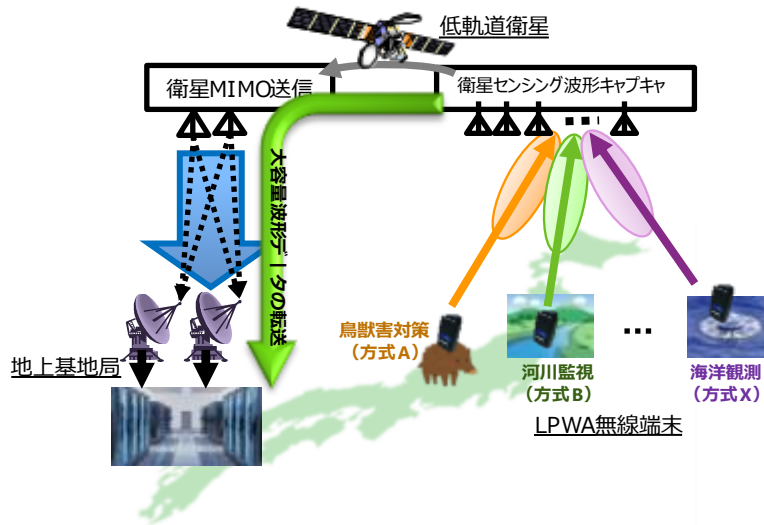 低軌道衛星
衛星MIMO送信
衛星センシング波形キャプキャ
大容量波形データの転送
鳥獣害対策
（方式A）
河川監視
（方式B）
…
海洋観測
（方式X）
地上基地局
LPWA無線端末